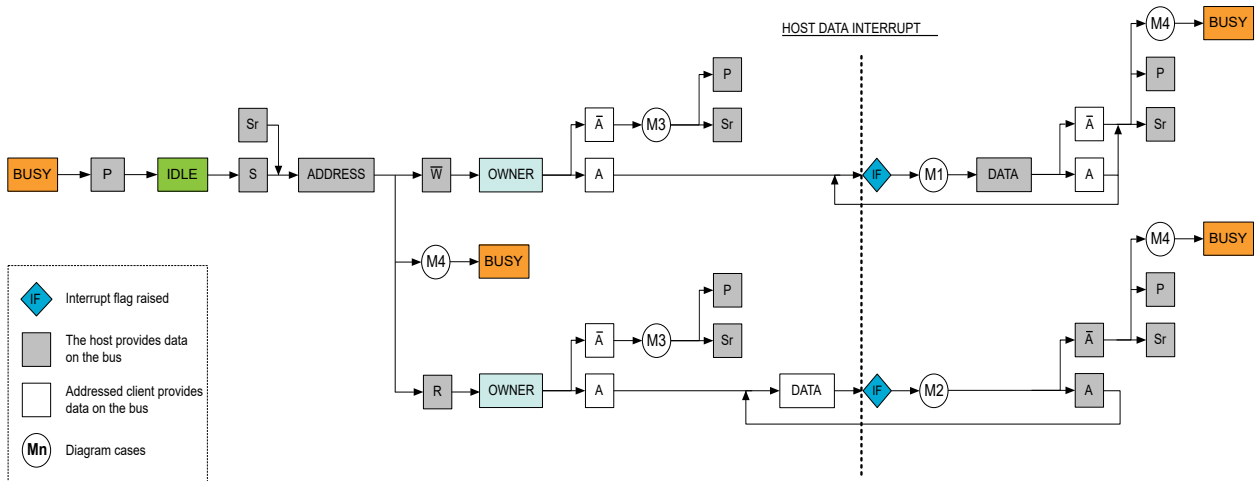 HOST DATA INTERRUPT
M4
BUSY
P
Sr
A̅
M3
P
Sr
A̅
Sr
BUSY
P
IDLE
S
ADDRESS
W̅
OWNER
A
IF
M1
DATA
A
M4
BUSY
M4
BUSY
P
Sr
A̅
M3
P
Sr
A̅
R
OWNER
A
DATA
IF
M2
A
IF
Interrupt flag raised
The host provides data
on the bus
Addressed client provides
data on the bus
Mn
Diagram cases